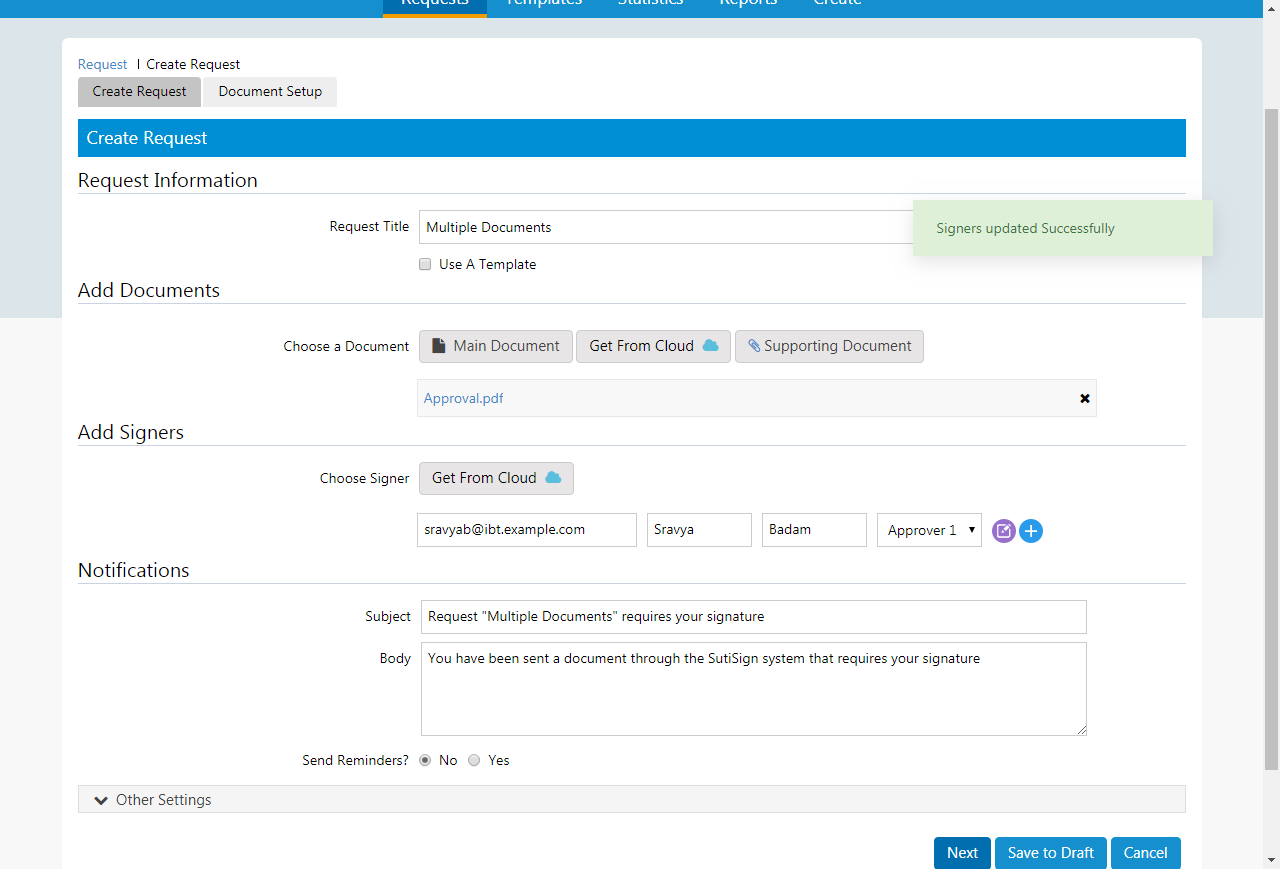 Requests Templates Statistics Reports Create
Request | Create Request
Create Request Document Setup
Create Request
Request Information
Request Title Multiple Documents
Signers updated Successfully
Use A Template
Add Documents
Choose a Document Main Document Get From Cloud Supporting Document
Approval.pdf
Add Signers
Choose Signer Get From Cloud
sravyab@ibt.example.com Sravya Badam Approver 1
Notifications
Subject Request "Multiple Documents" requires your signature
Body You have been sent a document through the SutiSign system that requires your signature
Send Reminders? No Yes
Other Settings
Next Save to Draft Cancel